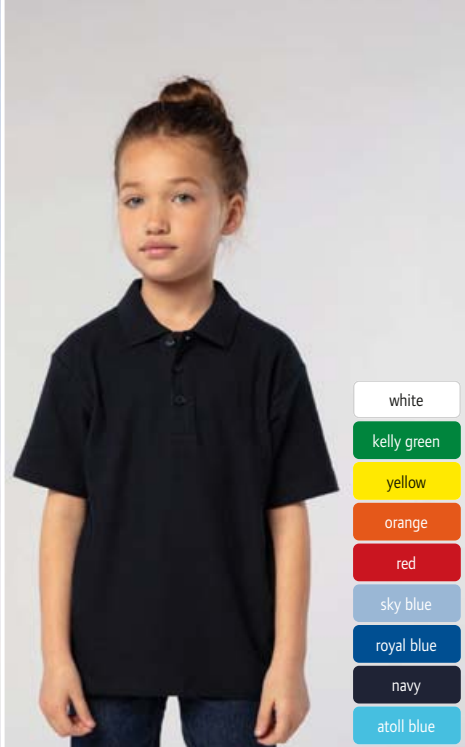 white
kelly green
yellow
orange
red
sky blue
royal blue
navy
atoll blue